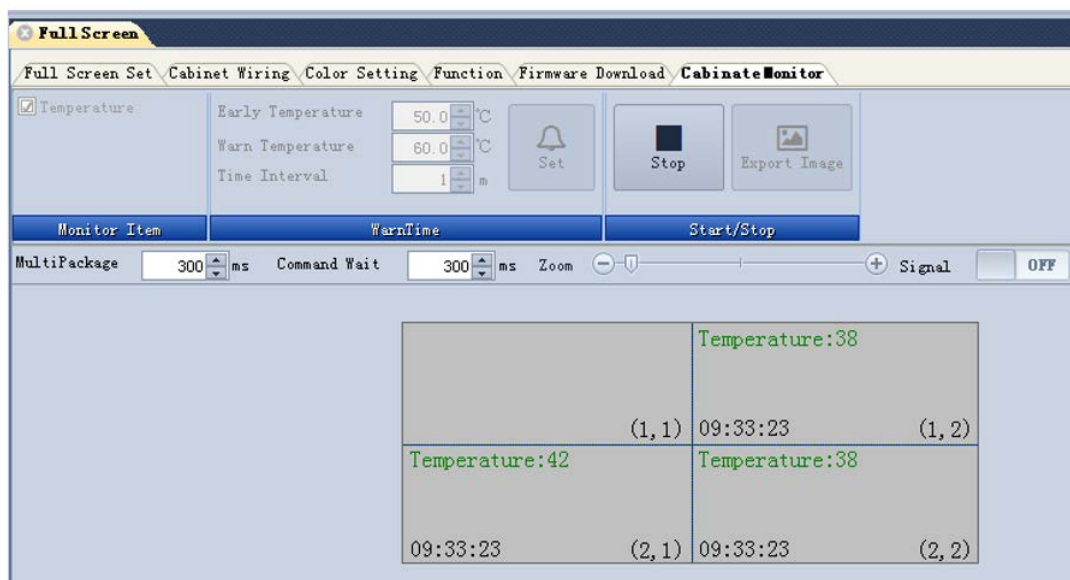 FullScreen
Full Screen Set Cabinet Wiring Color Setting Function Firmware Download CabinateMonitor
Temperature
Early Temperature 50.0 ℃
Warn Temperature 60.0 ℃
Time Interval 1 m
Set
Stop
Export Image
Monitor Item WarnTime Start/Stop
MultiPackage 300 ms Command Wait 300 ms Zoom Signal OFF
Temperature:38
(1, 1) 09:33:23 (1, 2)
Temperature:42 Temperature:38
09:33:23 (2, 1) 09:33:23 (2, 2)